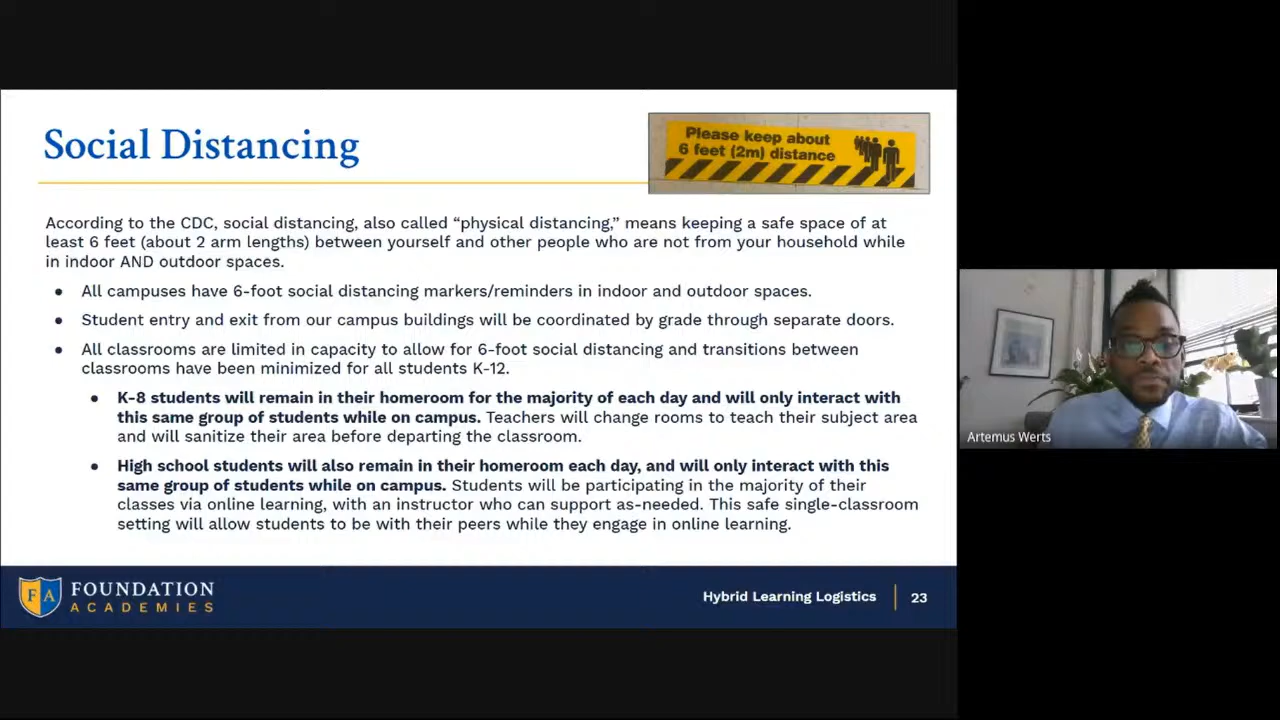 Social Distancing
Please keep about
6 feet (2m) distance
According to the CDC, social distancing, also called “physical distancing,” means keeping a safe space of at
least 6 feet (about 2 arm lengths) between yourself and other people who are not from your household while
in indoor AND outdoor spaces.
● All campuses have 6-foot social distancing markers/reminders in indoor and outdoor spaces.
● Student entry and exit from our campus buildings will be coordinated by grade through separate doors.
● All classrooms are limited in capacity to allow for 6-foot social distancing and transitions between
classrooms have been minimized for all students K-12.
● K-8 students will remain in their homeroom for the majority of each day and will only interact with
this same group of students while on campus. Teachers will change rooms to teach their subject area
and will sanitize their area before departing the classroom.
● High school students will also remain in their homeroom each day, and will only interact with this
same group of students while on campus. Students will be participating in the majority of their
classes via online learning, with an instructor who can support as-needed. This safe single-classroom
setting will allow students to be with their peers while they engage in online learning.
Artemus Werts
F A
FOUNDATION
ACADEMIES
Hybrid Learning Logistics | 23